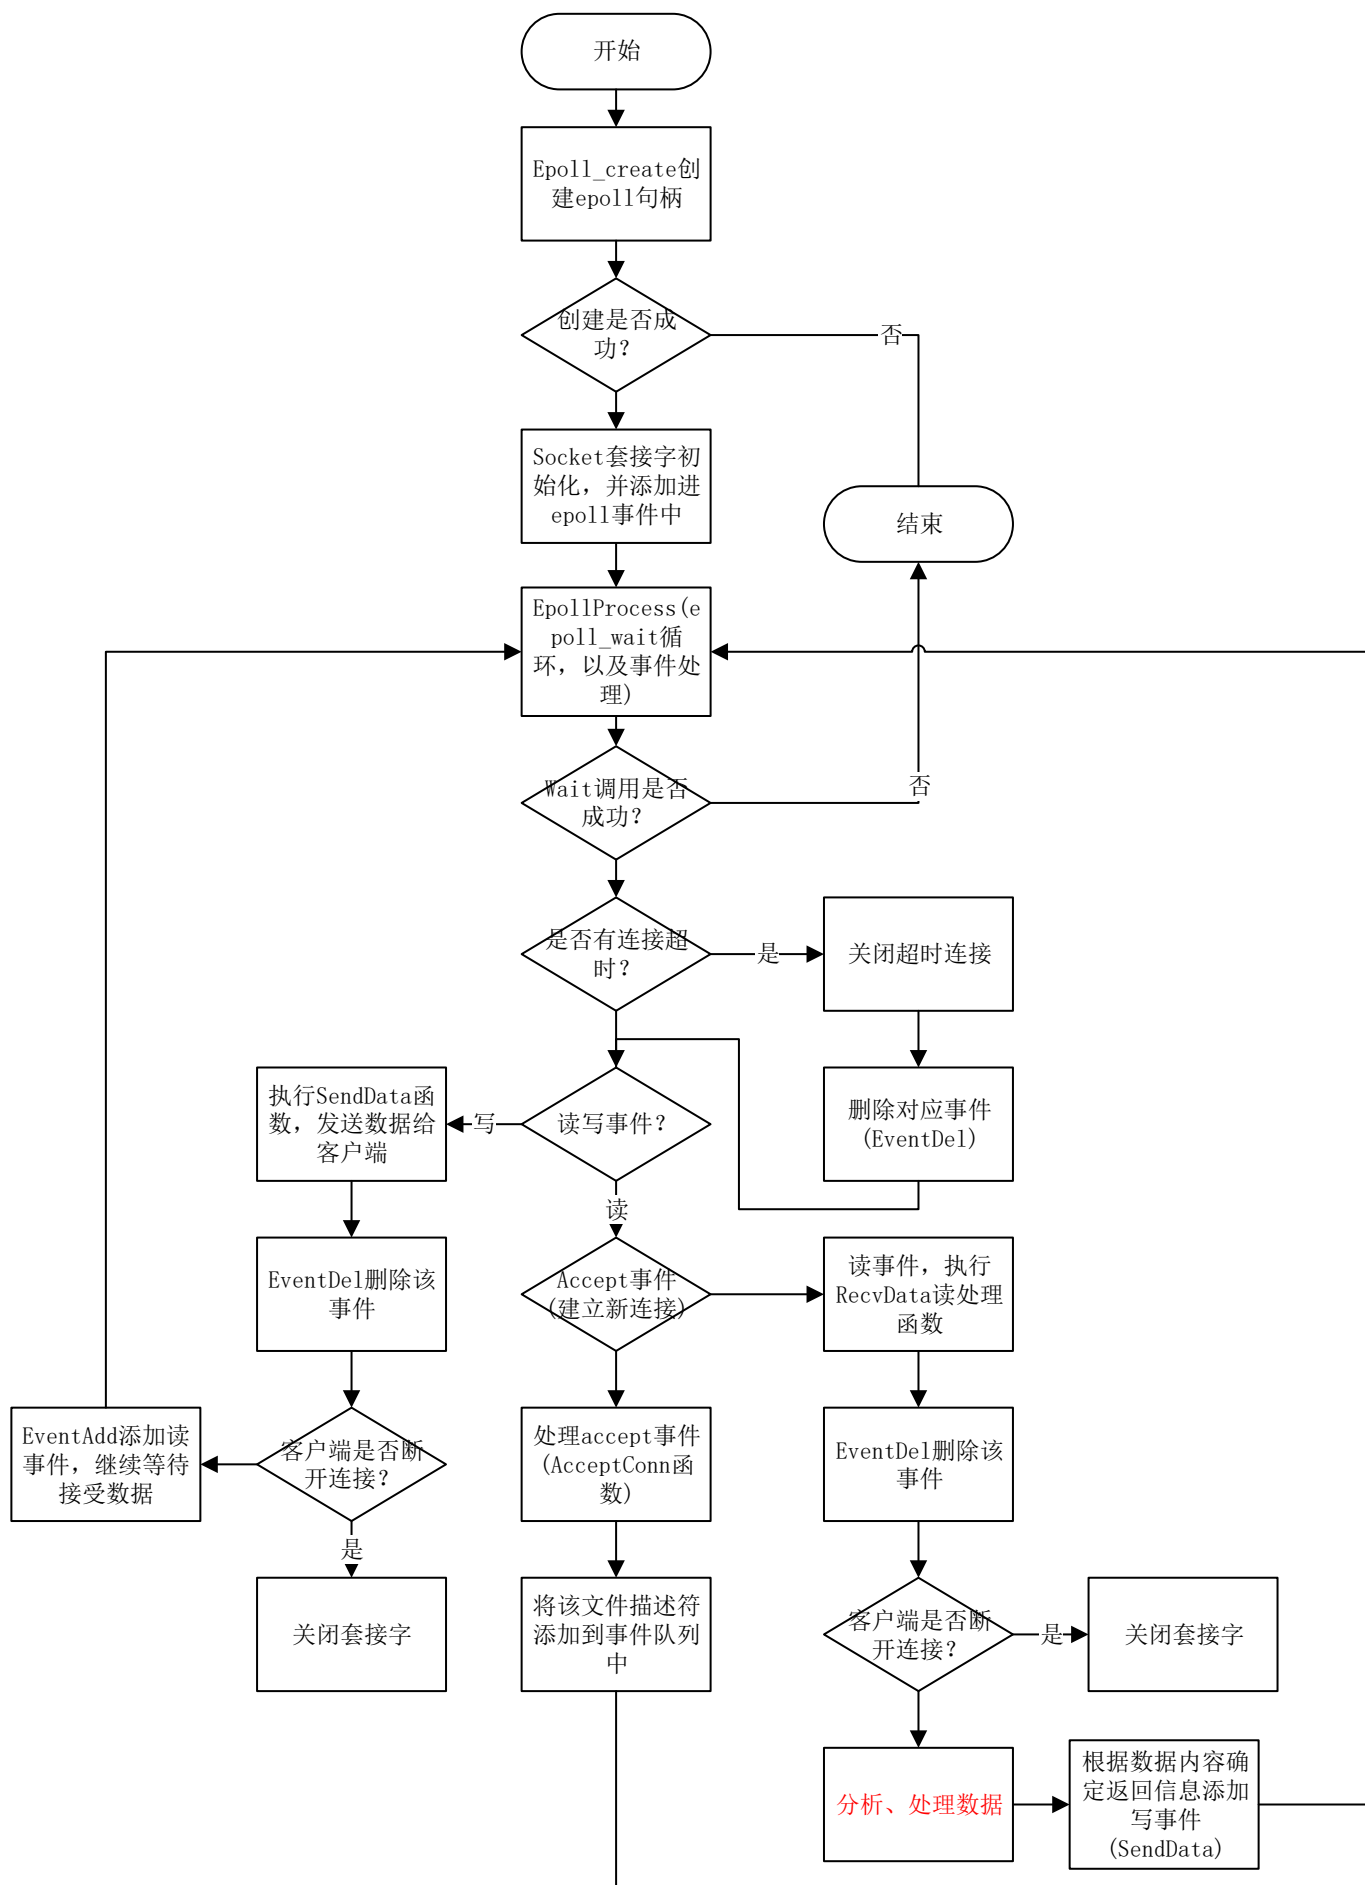 开始
Epoll_create创
建epoll句柄
创建是否成
功？
否
Socket套接字初
始化，并添加进
epoll事件中
结束
EpollProcess(e
poll_wait循
环，以及事件处
理)
Wait调用是否
成功？
否
是否有连接超
时？
是
关闭超时连接
执行SendData函
数，发送数据给
客户端
写
读写事件？
删除对应事件
(EventDel)
读
EventDel删除该
事件
Accept事件
(建立新连接)
读事件，执行
RecvData读处理
函数
EventAdd添加读
事件，继续等待
接受数据
客户端是否断
开连接？
处理accept事件
(AcceptConn函
数)
EventDel删除该
事件
是
关闭套接字
将该文件描述符
添加到事件队列
中
客户端是否断
开连接？
是
关闭套接字
分析、处理数据
根据数据内容确
定返回信息添加
写事件
(SendData)